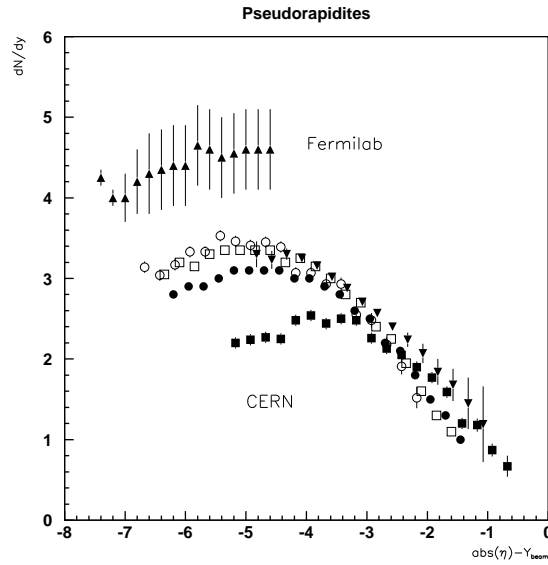 Pseudorapidites
dN/dy
6
5
4
3
2
1
0
Fermilab
CERN
-8 -7 -6 -5 -4 -3 -2 -1 0
abs(η)-Y_beam